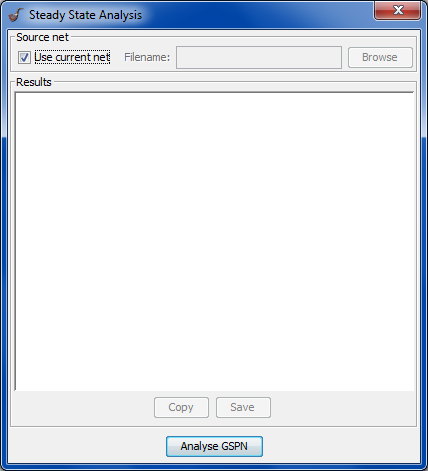 Steady State Analysis
Source net
Use current net Filename: Browse
Results
Copy Save
Analyse GSPN